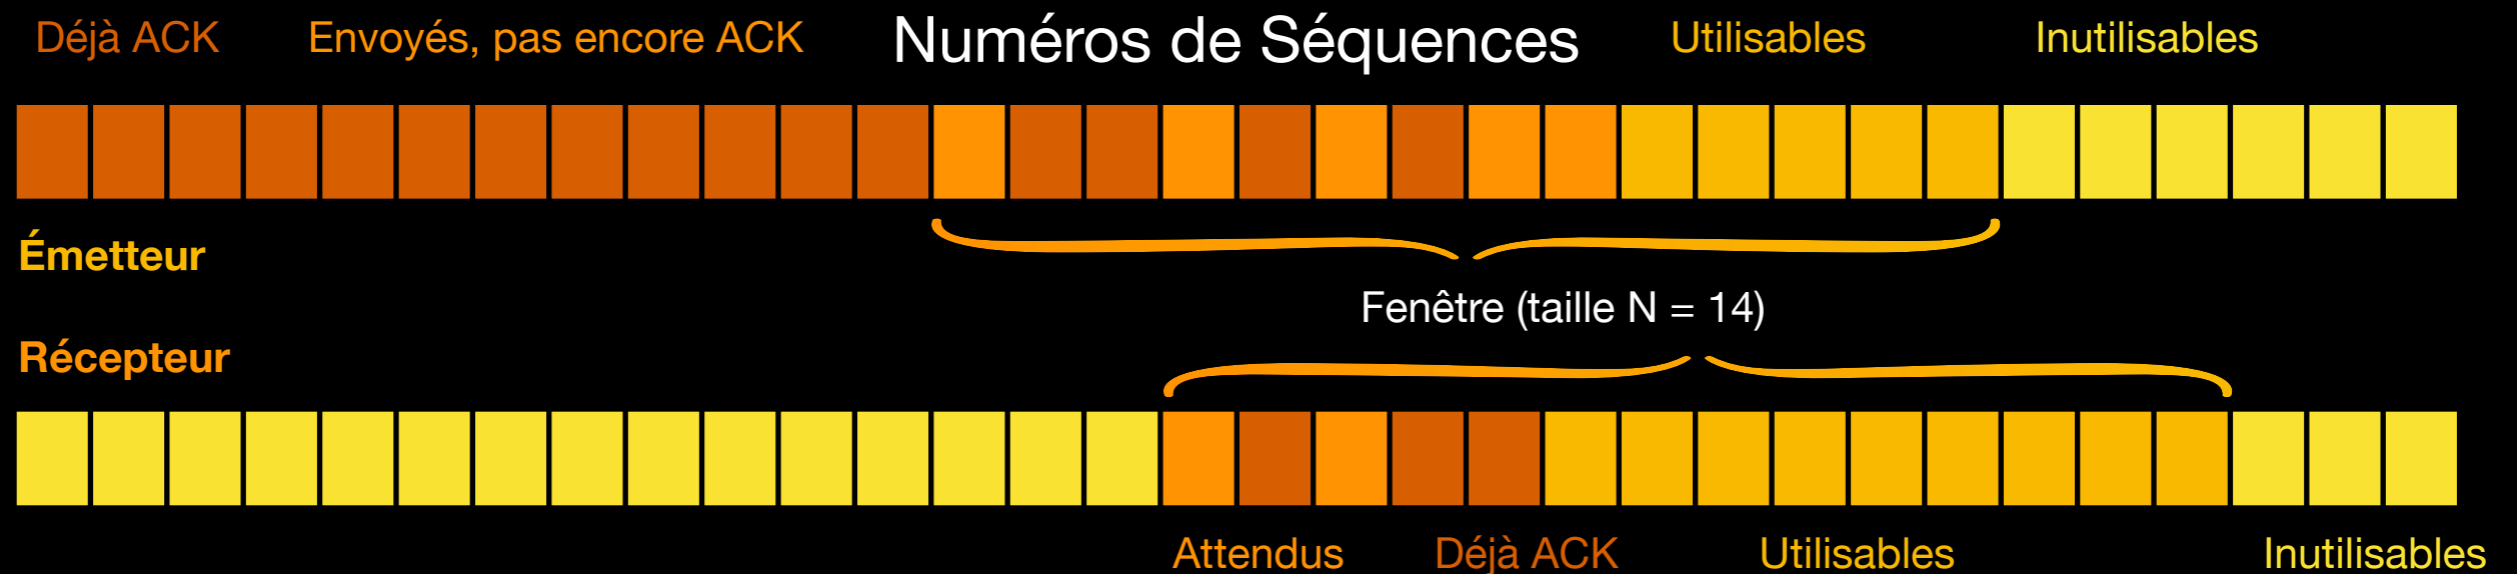 Déjà ACK
Envoyés, pas encore ACK
Numéros de Séquences
Utilisables
Inutilisables
Émetteur
Fenêtre (taille N = 14)
Récepteur
Attendus
Déjà ACK
Utilisables
Inutilisables